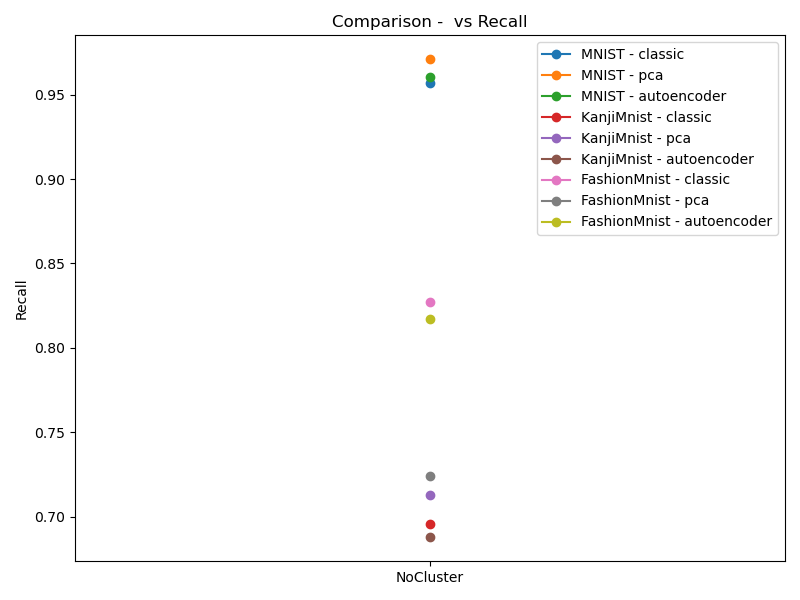 Comparison -  vs Recall
MNIST - classic
MNIST - pca
MNIST - autoencoder
KanjiMnist - classic
KanjiMnist - pca
KanjiMnist - autoencoder
FashionMnist - classic
FashionMnist - pca
FashionMnist - autoencoder
0.95
0.90
0.85
0.80
0.75
0.70
Recall
NoCluster